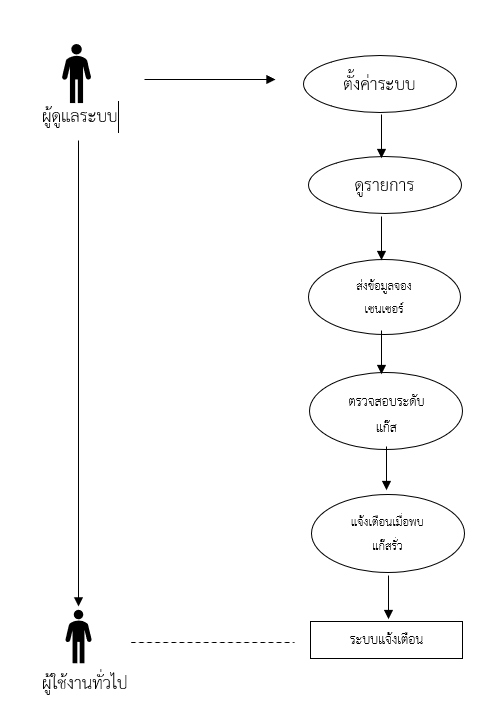 ผู้ดูแลระบบ
ตั้งค่าระบบ
ดูรายการ
ส่งข้อมูลจอง
เซนเซอร์
ตรวจสอบระดับ
แก๊ส
แจ้งเตือนเมื่อพบ
แก๊สรัว
ระบบแจ้งเตือน
ผู้ใช้งานทั่วไป